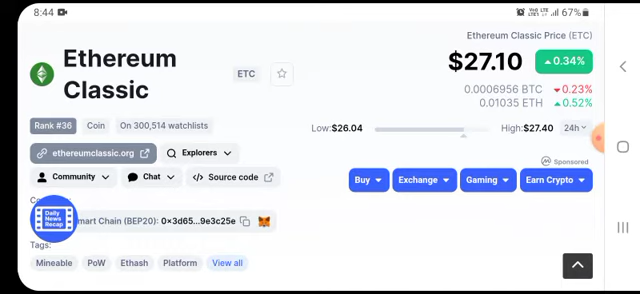 8:44
67%
Ethereum Classic Price (ETC)
Ethereum Classic
ETC
$27.10
0.34%
0.0006956 BTC 0.23%
0.01035 ETH 0.52%
Rank #36 Coin On 300,514 watchlists
Low:$26.04 High:$27.40 24h
ethereumclassic.org Explorers
Sponsored
Community Chat Source code
Buy Exchange Gaming Earn Crypto
Daily
News
Recap
mart Chain (BEP20): 0x3d65...9e3c25e
Tags:
Mineable PoW Ethash Platform View all